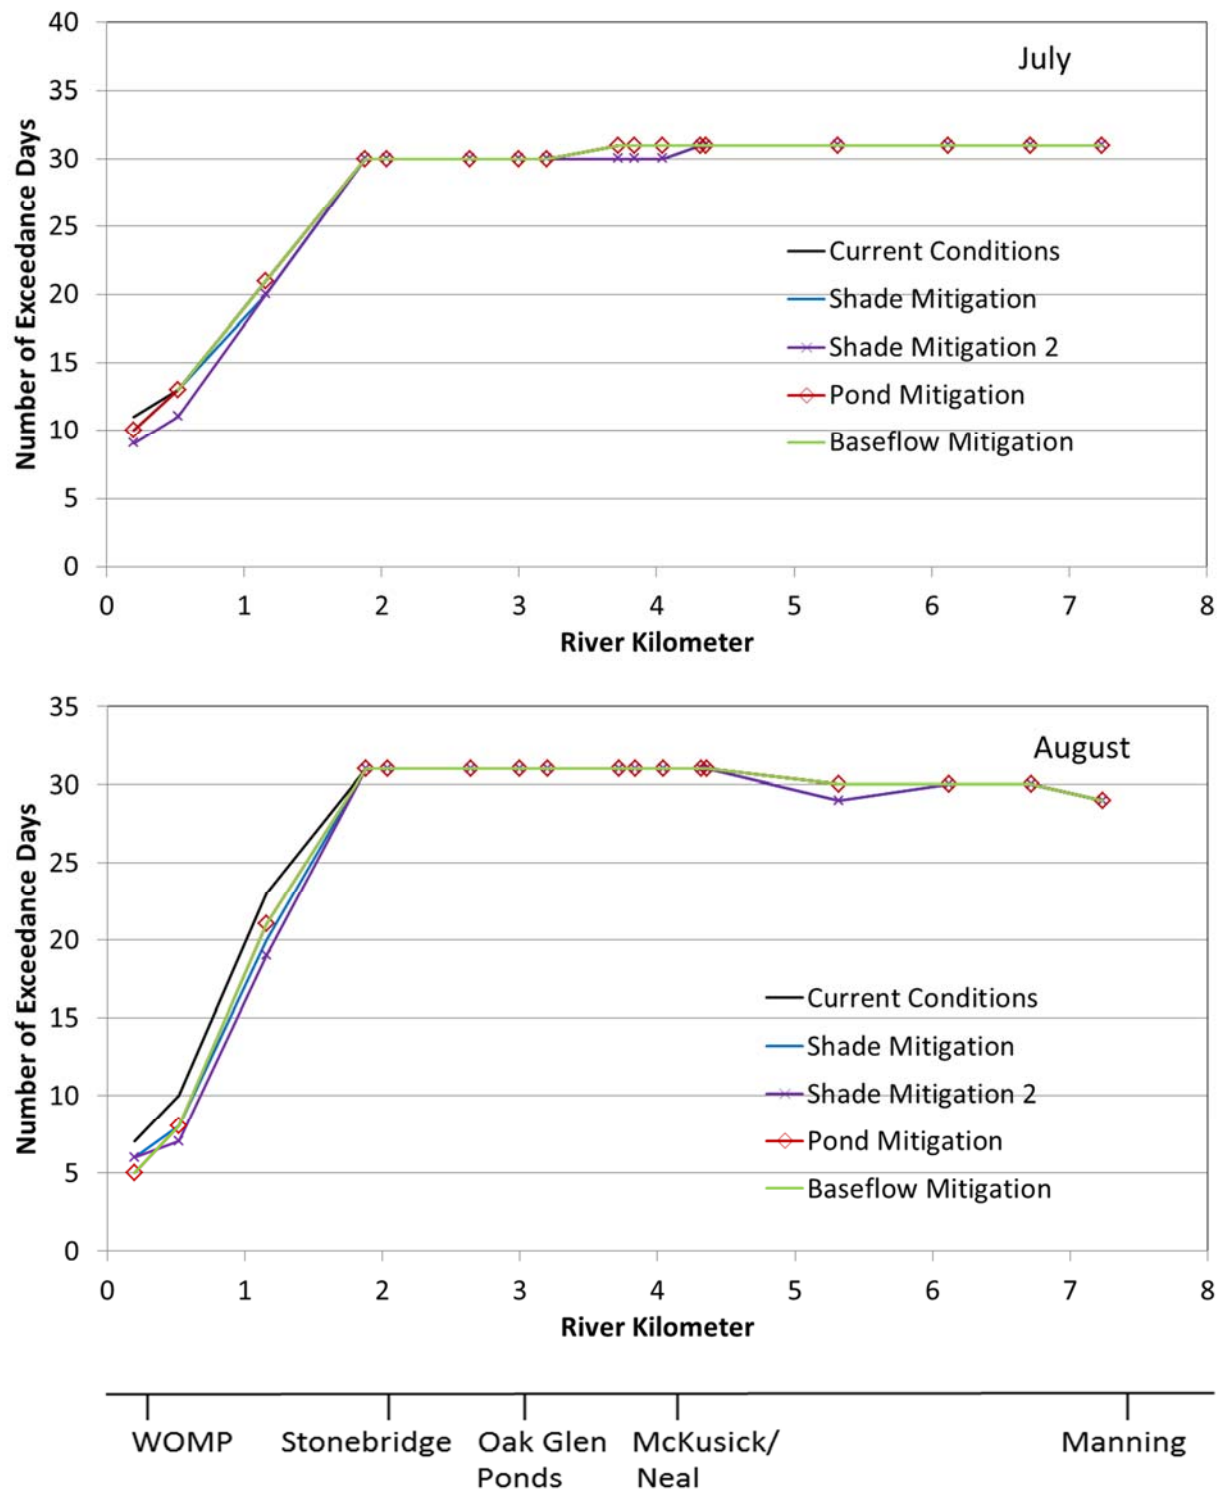 40
July
35
30
25
20
15
10
5
0
Number of Exceedance Days
Current Conditions
Shade Mitigation
Shade Mitigation 2
Pond Mitigation
Baseflow Mitigation
0 1 2 3 4 5 6 7 8
River Kilometer
35
August
30
25
20
15
10
5
0
Number of Exceedance Days
Current Conditions
Shade Mitigation
Shade Mitigation 2
Pond Mitigation
Baseflow Mitigation
0 1 2 3 4 5 6 7 8
River Kilometer
WOMP Stonebridge Oak Glen McKusick/ Manning
Ponds Neal